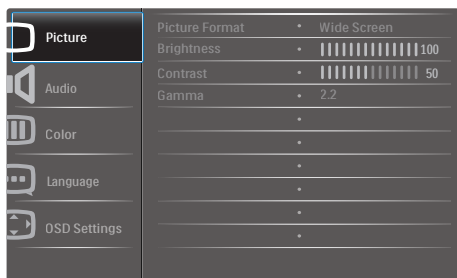 Picture
Audio
Color
Language
OSD Settings
Picture Format • Wide Screen
Brightness • 100
Contrast • 50
Gamma • 2.2
•
•
•
•
•
•